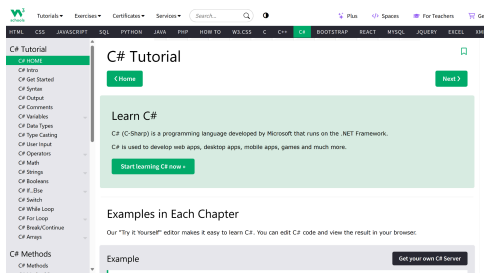 w3 schools
Tutorials Exercises Certificates Services Search... Plus Spaces For Teachers
HTML CSS JAVASCRIPT SQL PYTHON JAVA PHP HOW TO W3.CSS C C++ C# BOOTSTRAP REACT MYSQL JQUERY EXCEL
C# Tutorial
C# HOME
C# Intro
C# Get Started
C# Syntax
C# Output
C# Comments
C# Variables
C# Data Types
C# Type Casting
C# User Input
C# Operators
C# Math
C# Strings
C# Booleans
C# If...Else
C# Switch
C# While Loop
C# For Loop
C# Break/Continue
C# Arrays
C# Methods
C# Methods
C# Tutorial
❮ Home
Next ❯
Learn C#
C# (C-Sharp) is a programming language developed by Microsoft that runs on the .NET Framework.
C# is used to develop web apps, desktop apps, mobile apps, games and much more.
Start learning C# now »
Examples in Each Chapter
Our "Try it Yourself" editor makes it easy to learn C#. You can edit C# code and view the result in your browser.
Example
Get your own C# Server